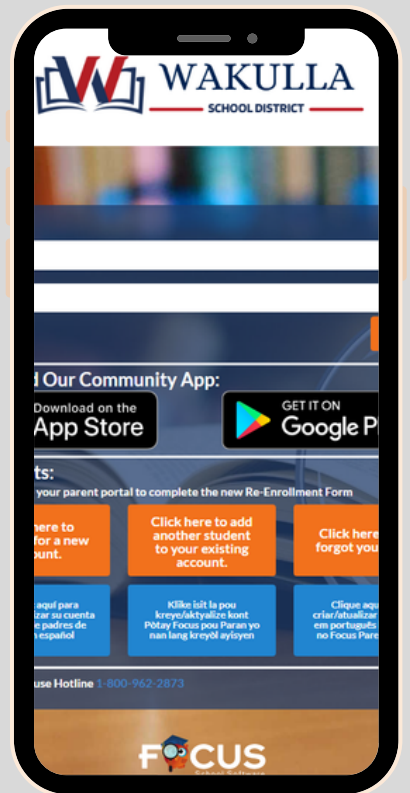 WAKULLA
SCHOOL DISTRICT
Our Community App:
Download on the
App Store
GET IT ON
Google
ts:
your parent portal to complete the new Re-Enrollment Form
here to
for a new
ount.
Click here to add
another student
to your existing
account.
Click here
forgot you
aquí para
izar su cuenta
e padres de
español
Klike isit la pou
kreye/aktyalize kont
Pòtay Focus pou Paran yo
nan lang kreyòl ayisyen
Clique aqu
criar/atualizar
em português
no Focus Pare
use Hotline 1-800-962-2873
FOCUS
School Software